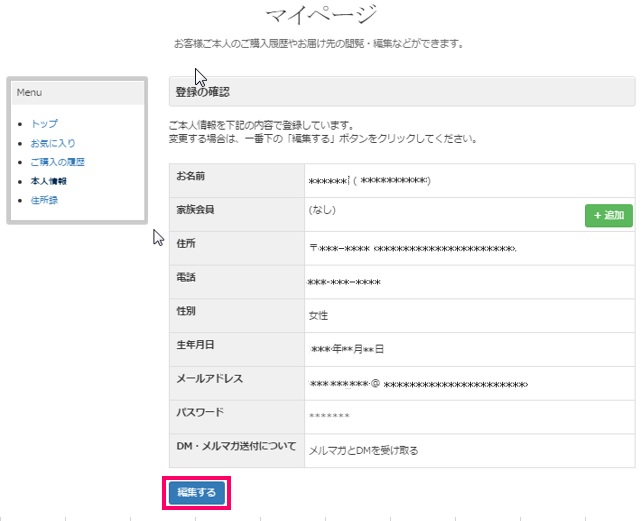 マイページ
お客様ご本人のご購入履歴やお届け先の閲覧・編集などができます。
Menu
トップ
お気に入り
ご購入の履歴
本人情報
住所録
登録の確認
ご本人情報を下記の内容で登録しています。
変更する場合は、一番下の「編集する」ボタンをクリックしてください。
お名前 ****** ( **********)
家族会員 (なし) + 追加
住所 〒***-**** (**********************
電話 ***-***-****
性別 女性
生年月日 ***年**月**日
メールアドレス *** ********* @ **********************
パスワード *******
DM・メルマガ送付について メルマガとDMを受け取る
編集する